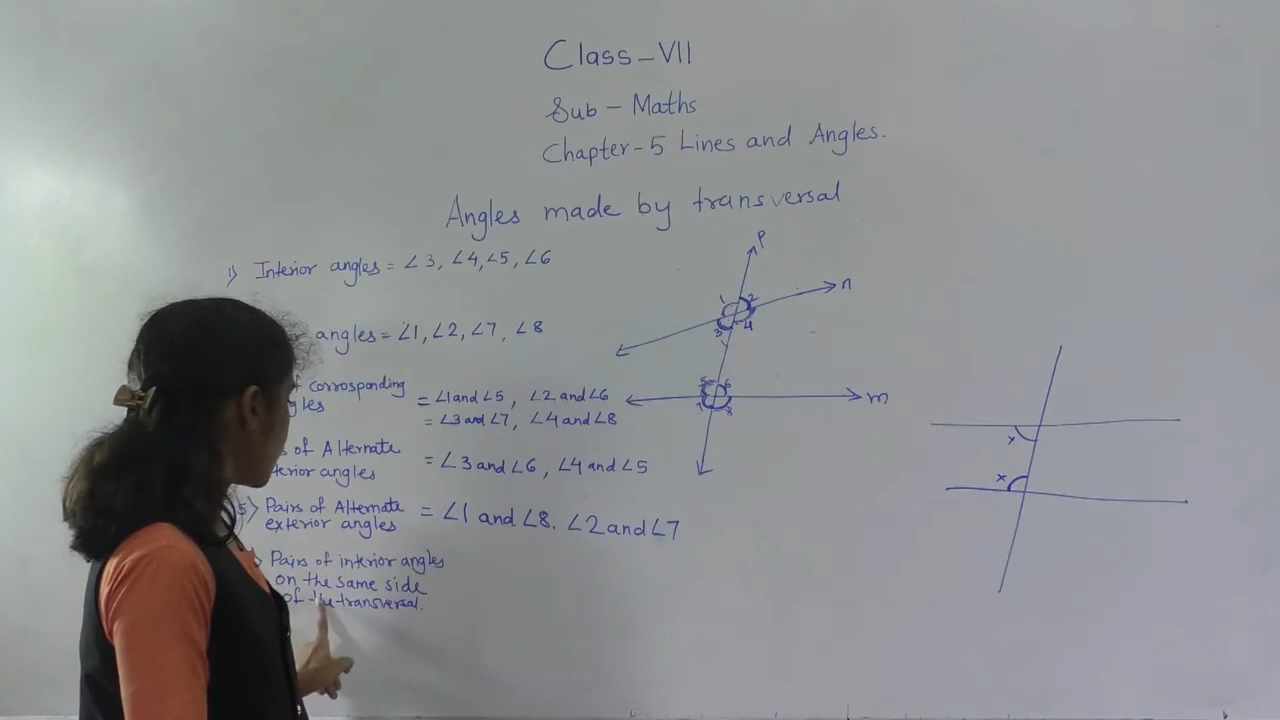 Class-VII
Sub - Maths
Chapter-5 Lines and Angles.
Angles made by transversal
1) Interior angles = ∠3, ∠4, ∠5, ∠6
angles = ∠1, ∠2, ∠7, ∠8
corrosponding
= ∠1 and ∠5, ∠2 and ∠6
= ∠3 and ∠7, ∠4 and ∠8
of Alternate
angles = ∠3 and ∠6, ∠4 and ∠5
5) Pairs of Alternate
exterior angles = ∠1 and ∠8. ∠2 and ∠7
Pairs of interior angles
on the same side
of the transversal.
P
n
1 2
3 4
5 6
7 8
m
x
x